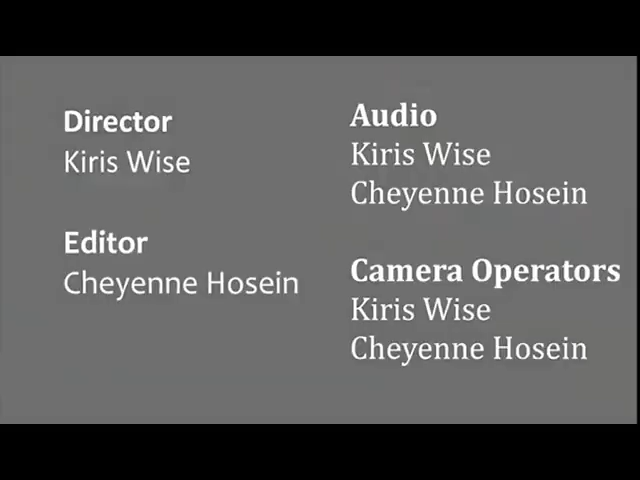 Director
Kiris Wise
Editor
Cheyenne Hosein
Audio
Kiris Wise
Cheyenne Hosein
Camera Operators
Kiris Wise
Cheyenne Hosein